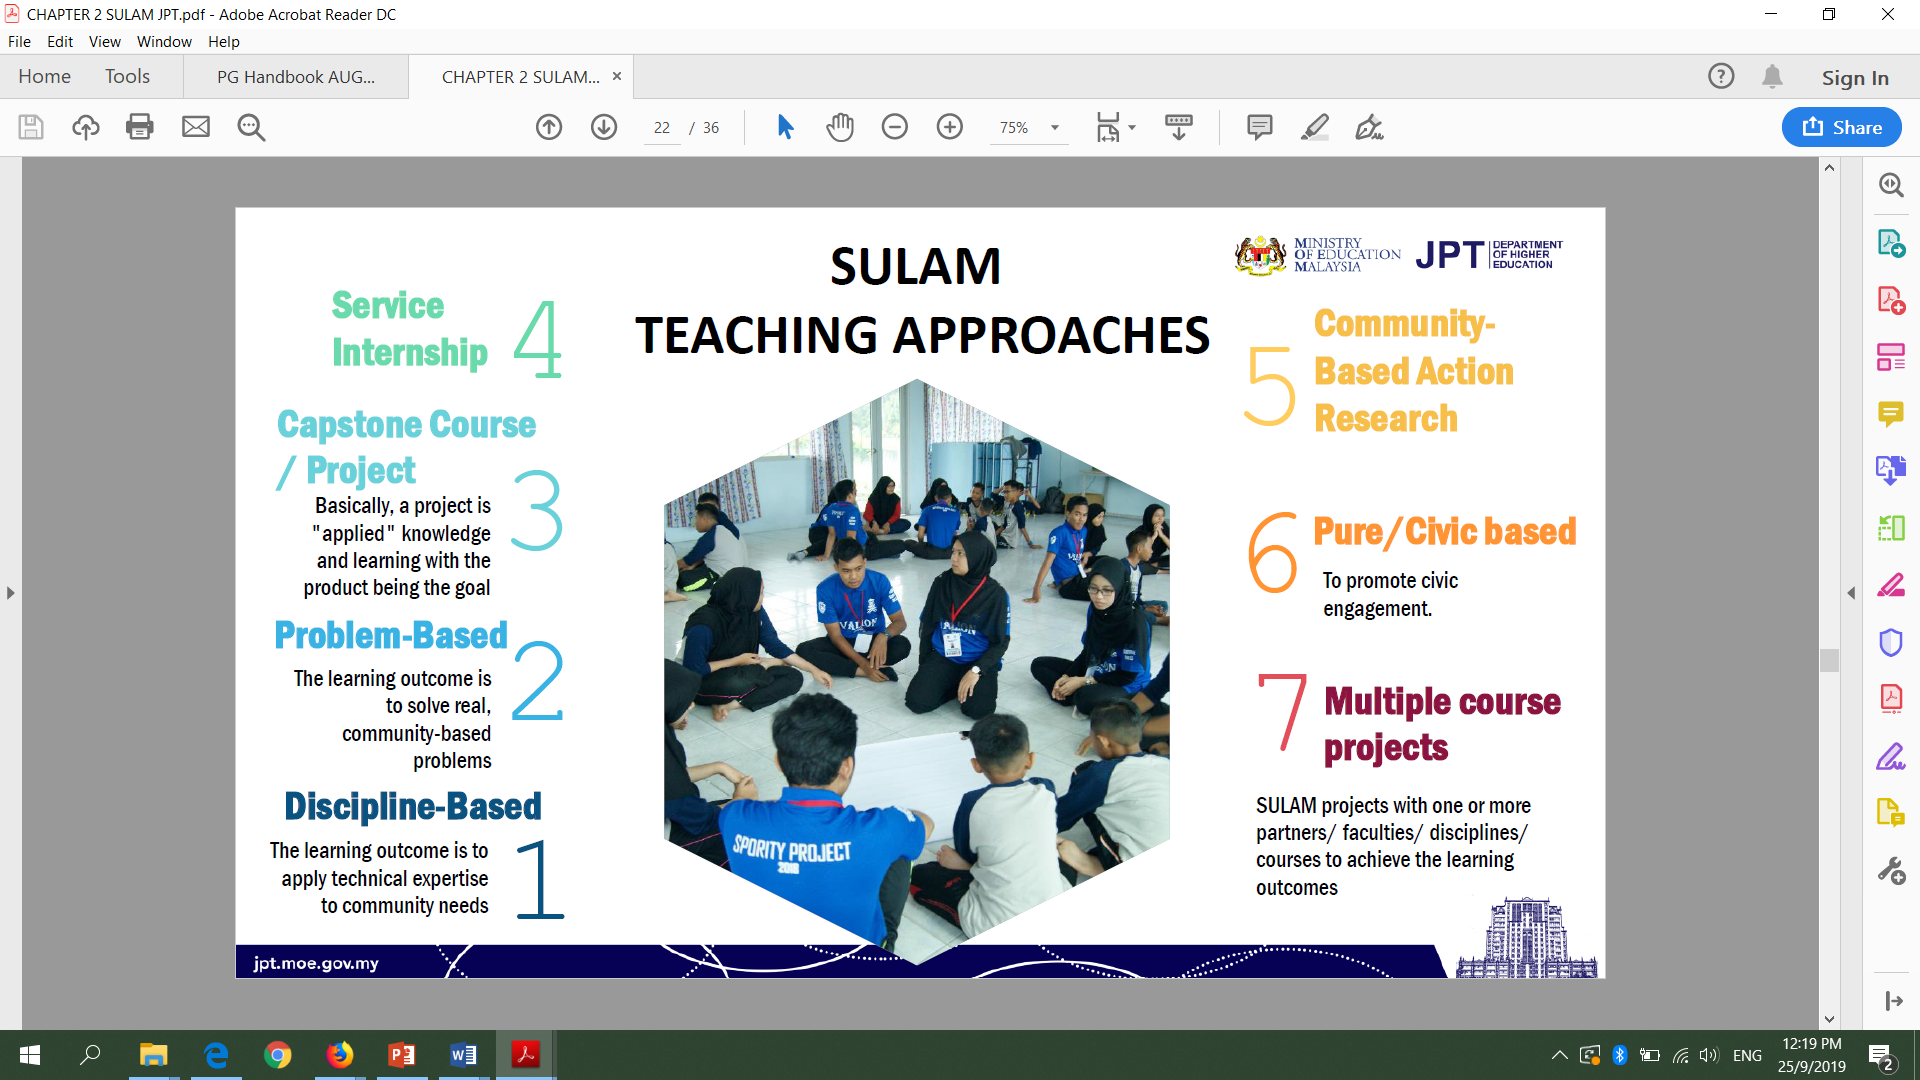 CHAPTER 2 SULAM JPT.pdf - Adobe Acrobat Reader DC
File Edit View Window Help
Home Tools PG Handbook AUG... CHAPTER 2 SULAM... ×
? Sign In
22 / 36 75% Share
SULAM
TEACHING APPROACHES
MINISTRY
OF EDUCATION
MALAYSIA
JPT
DEPARTMENT
OF HIGHER
EDUCATION
Service
Internship
4
Capstone Course
/ Project
3
Basically, a project is
"applied" knowledge
and learning with the
product being the goal
Problem-Based
2
The learning outcome is
to solve real,
community-based
problems
Discipline-Based
1
The learning outcome is to
apply technical expertise
to community needs
5
Community-
Based Action
Research
6
Pure/Civic based
To promote civic
engagement.
7
Multiple course
projects
SULAM projects with one or more
partners/ faculties/ disciplines/
courses to achieve the learning
outcomes
SPORITY PROJECT
2018
jpt.moe.gov.my
ENG
12:19 PM
25/9/2019
2